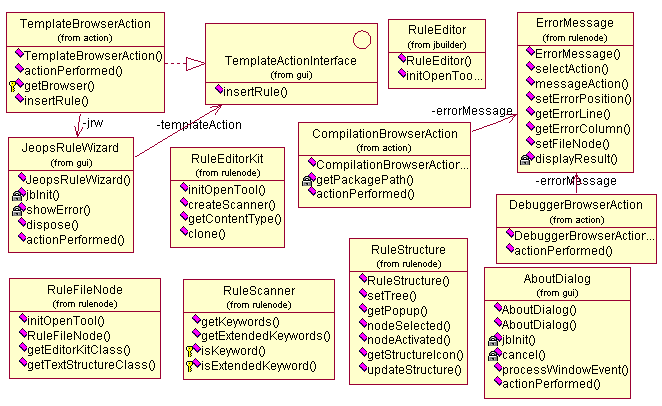 TemplateBrowserAction
(from action)
TemplateBrowserAction()
actionPerformed()
getBrowser()
insertRule()
TemplateActionInterface
(from gui)
insertRule()
RuleEditor
(from jbuilder)
RuleEditor()
initOpenToo...
ErrorMessage
(from rulenode)
ErrorMessage()
selectAction()
messageAction()
setErrorPosition()
getErrorLine()
getErrorColumn()
setFileNode()
displayResult()
-jrw
-templateAction
-errorMessage
-errorMessage
JeopsRuleWizard
(from gui)
JeopsRuleWizard()
jbInit()
showError()
dispose()
actionPerformed()
RuleEditorKit
(from rulenode)
initOpenTool()
createScanner()
getContentType()
clone()
CompilationBrowserAction
(from action)
CompilationBrowserAction...
getPackagePath()
actionPerformed()
DebuggerBrowserAction
(from action)
DebuggerBrowserAction...
actionPerformed()
RuleFileNode
(from rulenode)
initOpenTool()
RuleFileNode()
getEditorKitClass()
getTextStructureClass()
RuleScanner
(from rulenode)
getKeywords()
getExtendedKeywords()
isKeyword()
isExtendedKeyword()
RuleStructure
(from rulenode)
RuleStructure()
setTree()
getPopup()
nodeSelected()
nodeActivated()
getStructureIcon()
updateStructure()
AboutDialog
(from gui)
AboutDialog()
AboutDialog()
jbInit()
cancel()
processWindowEvent()
actionPerformed()